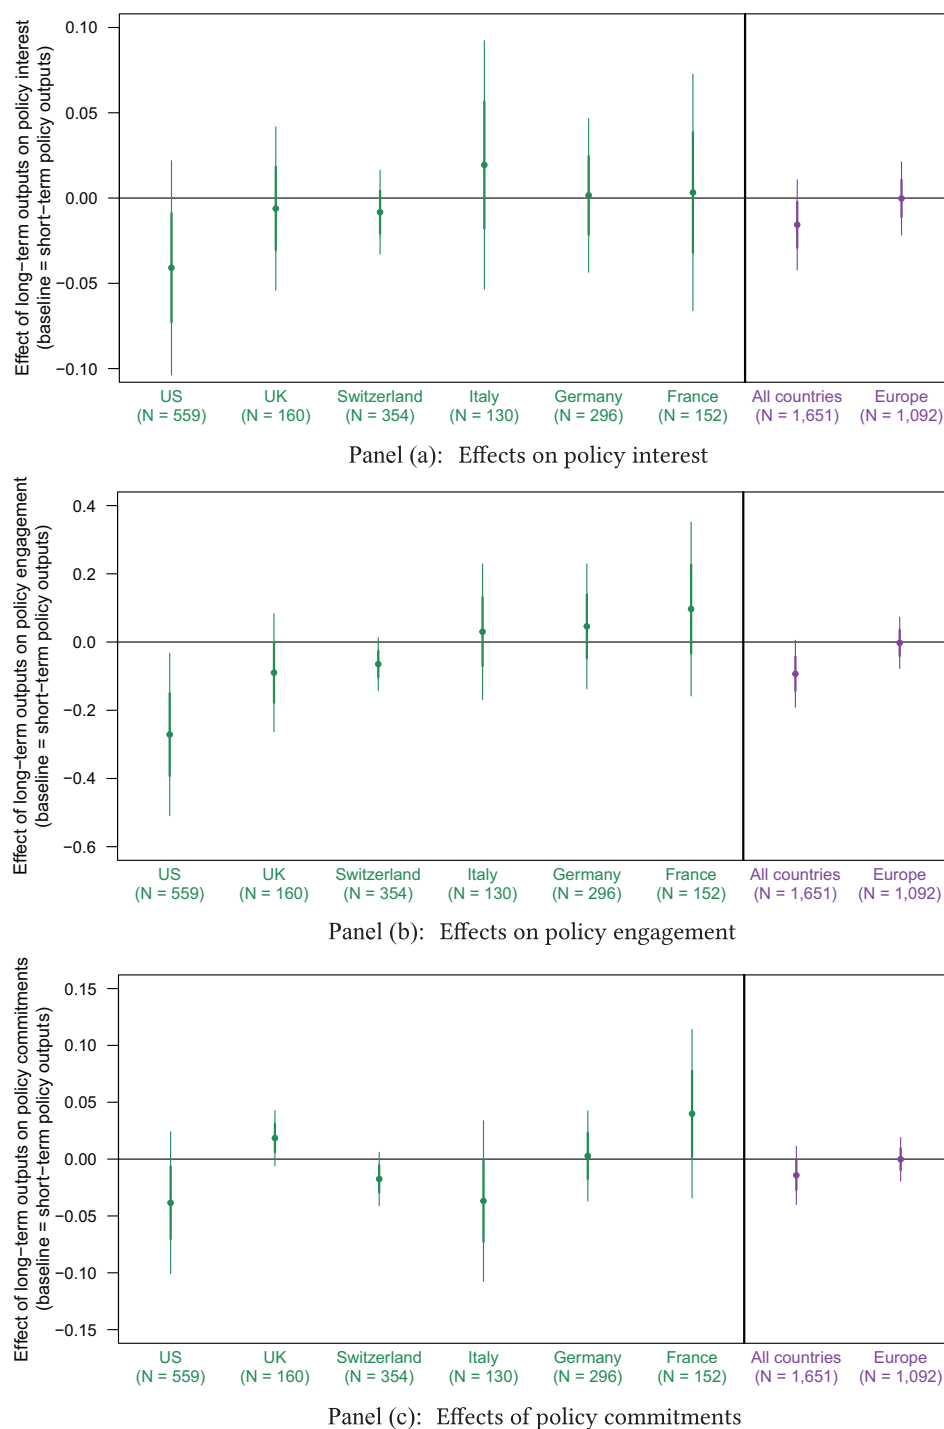 Effect of long−term outputs on policy interest
(baseline = short−term policy outputs)
0.10
0.05
0.00
−0.05
−0.10
US UK Switzerland Italy Germany France All countries Europe
(N = 559) (N = 160) (N = 354) (N = 130) (N = 296) (N = 152) (N = 1,651) (N = 1,092)
Panel (a): Effects on policy interest
Effect of long−term outputs on policy engagement
(baseline = short−term policy outputs)
0.4
0.2
0.0
−0.2
−0.4
−0.6
US UK Switzerland Italy Germany France All countries Europe
(N = 559) (N = 160) (N = 354) (N = 130) (N = 296) (N = 152) (N = 1,651) (N = 1,092)
Panel (b): Effects on policy engagement
Effect of long−term outputs on policy commitments
(baseline = short−term policy outputs)
0.15
0.10
0.05
0.00
−0.05
−0.10
−0.15
US UK Switzerland Italy Germany France All countries Europe
(N = 559) (N = 160) (N = 354) (N = 130) (N = 296) (N = 152) (N = 1,651) (N = 1,092)
Panel (c): Effects of policy commitments